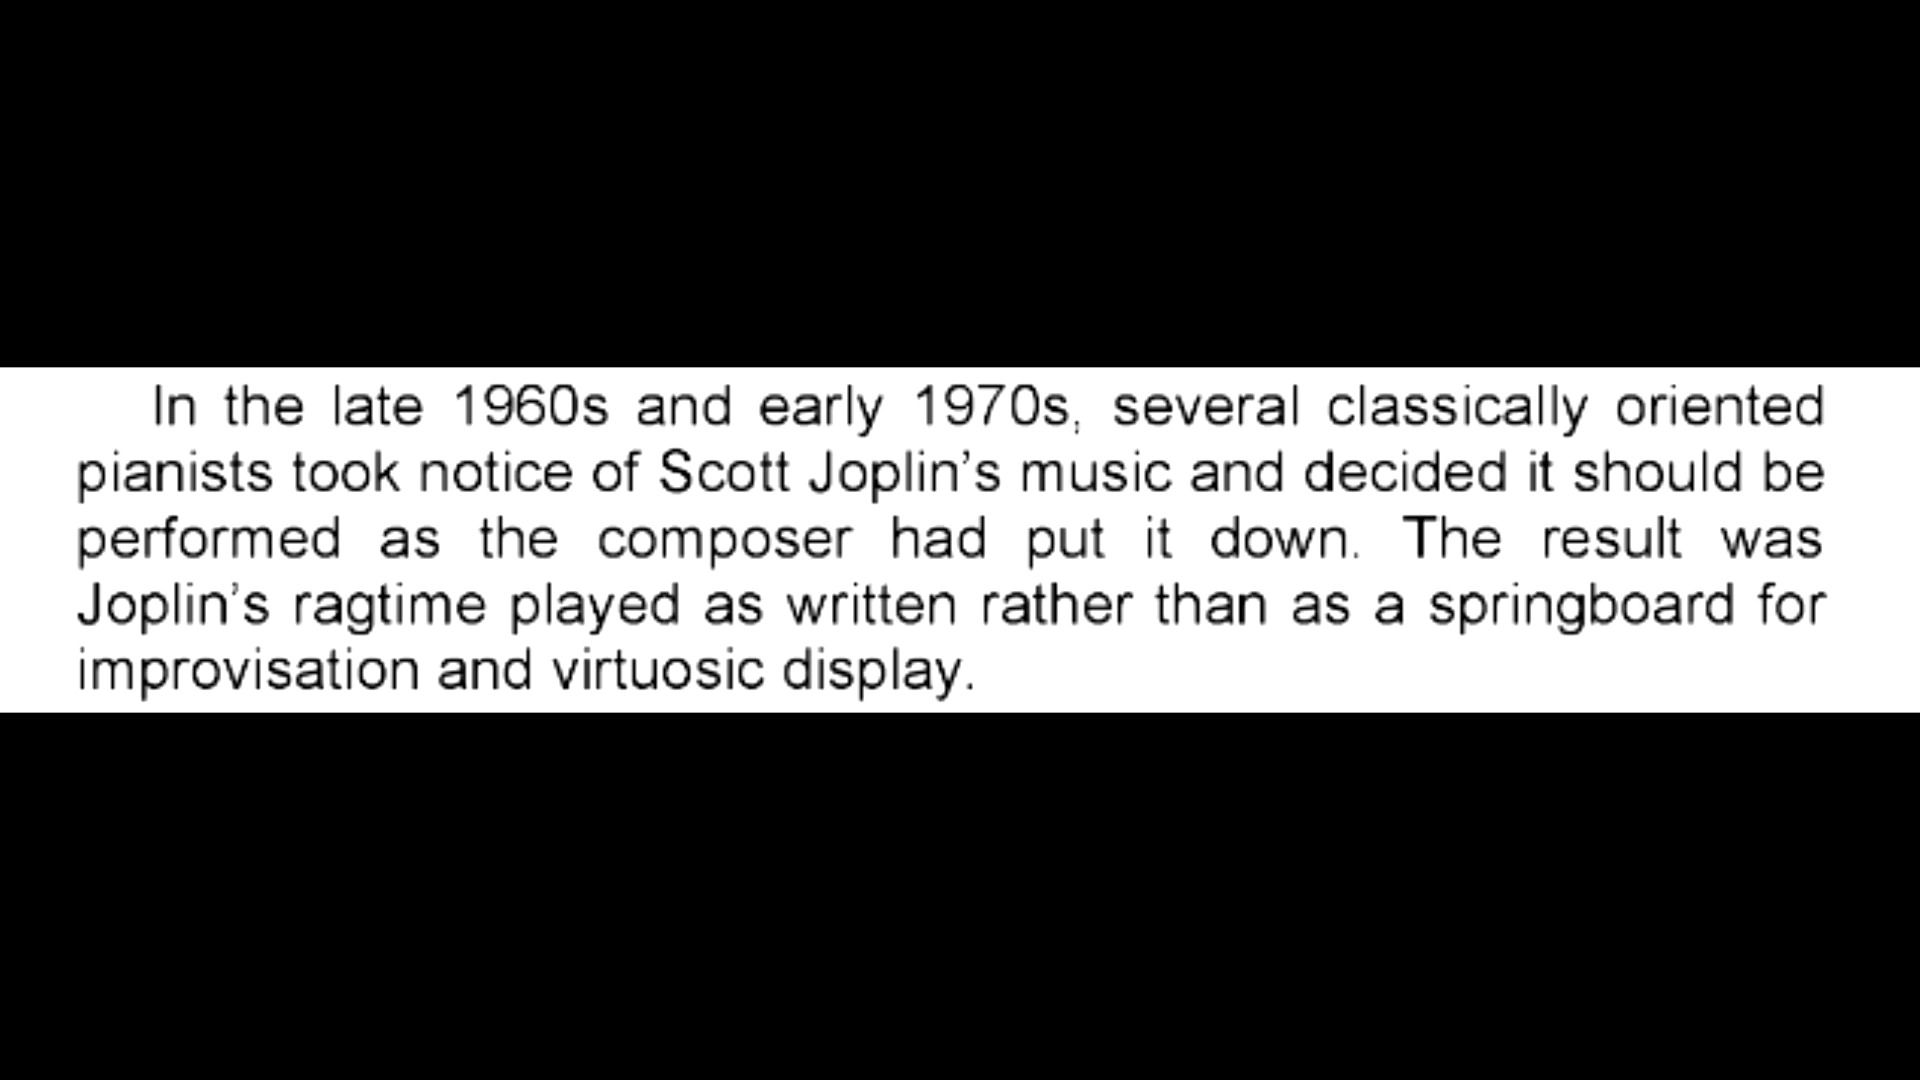 In the late 1960s and early 1970s, several classically oriented
pianists took notice of Scott Joplin’s music and decided it should be
performed as the composer had put it down. The result was
Joplin’s ragtime played as written rather than as a springboard for
improvisation and virtuosic display.